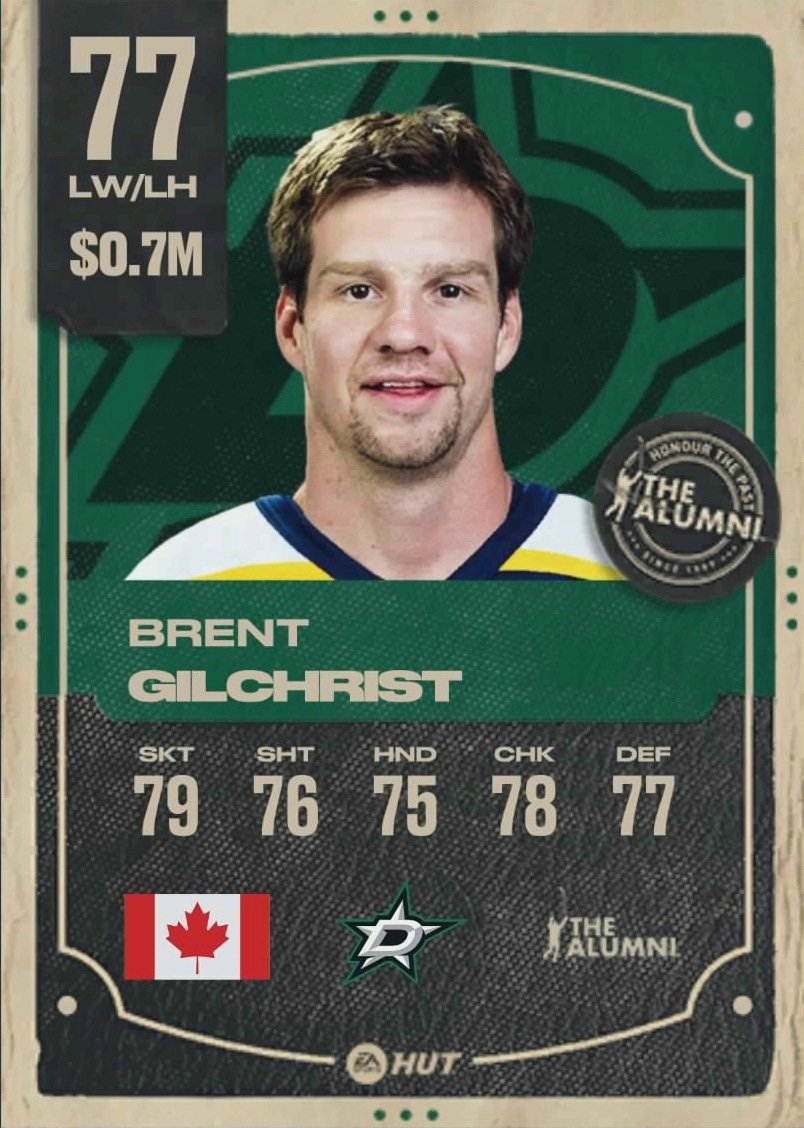 77
LW/LH
$0.7M
HONOUR THE PAST
THE
ALUMNI
BRENT
GILCHRIST
SKT SHT HND CHK DEF
79 76 75 78 77
D
THE
ALUMNI
EA HUT